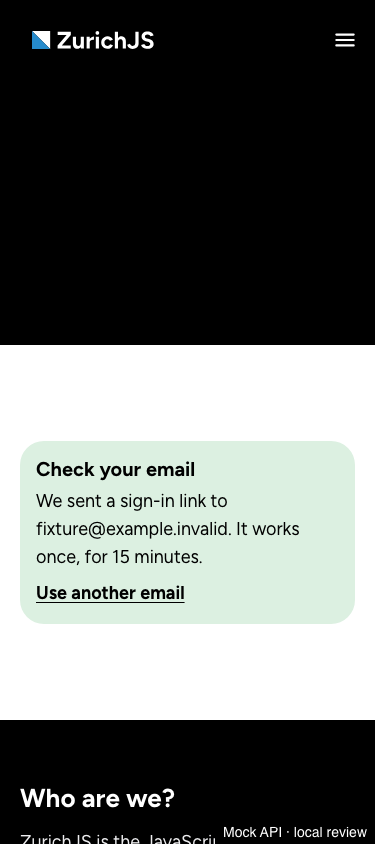 ZurichJS
Check your email
We sent a sign-in link to
fixture@example.invalid. It works
once, for 15 minutes.
Use another email
Who are we?
ZurichJS is the
Mock API · local review